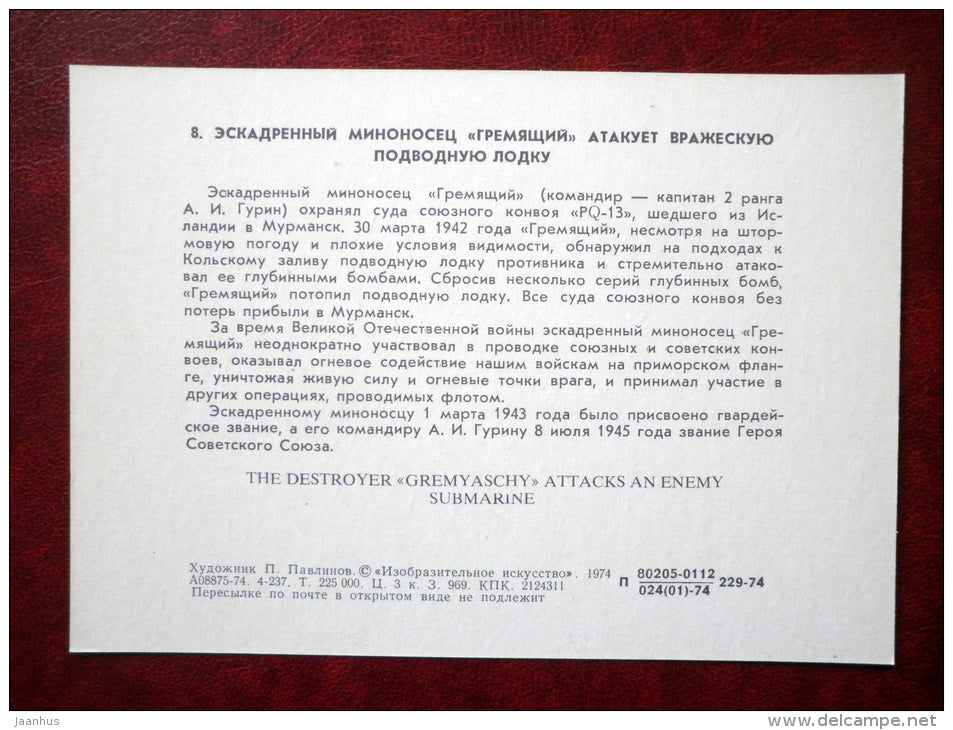 8. ЭСКАДРЕННЫЙ МИНОНОСЕЦ «ГРЕМЯЩИЙ» АТАКУЕТ ВРАЖЕСКУЮ
ПОДВОДНУЮ ЛОДКУ
Эскадренный миноносец «Гремящий» (командир — капитан 2 ранга
А. И. Гурин) охранял суда союзного конвоя «PQ-13», шедшего из Ис-
ландии в Мурманск. 30 марта 1942 года «Гремящий», несмотря на штор-
мовую погоду и плохие условия видимости, обнаружил на подходах к
Кольскому заливу подводную лодку противника и стремительно атако-
вал ее глубинными бомбами. Сбросив несколько серий глубинных бомб,
«Гремящий» потопил подводную лодку. Все суда союзного конвоя без
потерь прибыли в Мурманск.
За время Великой Отечественной войны эскадренный миноносец «Гре-
мящий» неоднократно участвовал в проводке союзных и советских кон-
воев, оказывал огневое содействие нашим войскам на приморском флан-
ге, уничтожая живую силу и огневые точки врага, и принимал участие в
других операциях, проводимых флотом.
Эскадренному миноносцу 1 марта 1943 года было присвоено гвардей-
ское звание, а его командиру А. И. Гурину 8 июля 1945 года звание Героя
Советского Союза.
THE DESTROYER «GREMYASCHY» ATTACKS AN ENEMY
SUBMARINE
Художник П. Павлинов. © «Изобразительное искусство». 1974
А08875-74. 4-237. Т. 225 000. Ц. 3 к. З. 969. КПК. 2124311
Пересылке по почте в открытом виде не подлежит
П 80205-0112 229-74
024(01)-74
jaanhus
www.delcampe.net